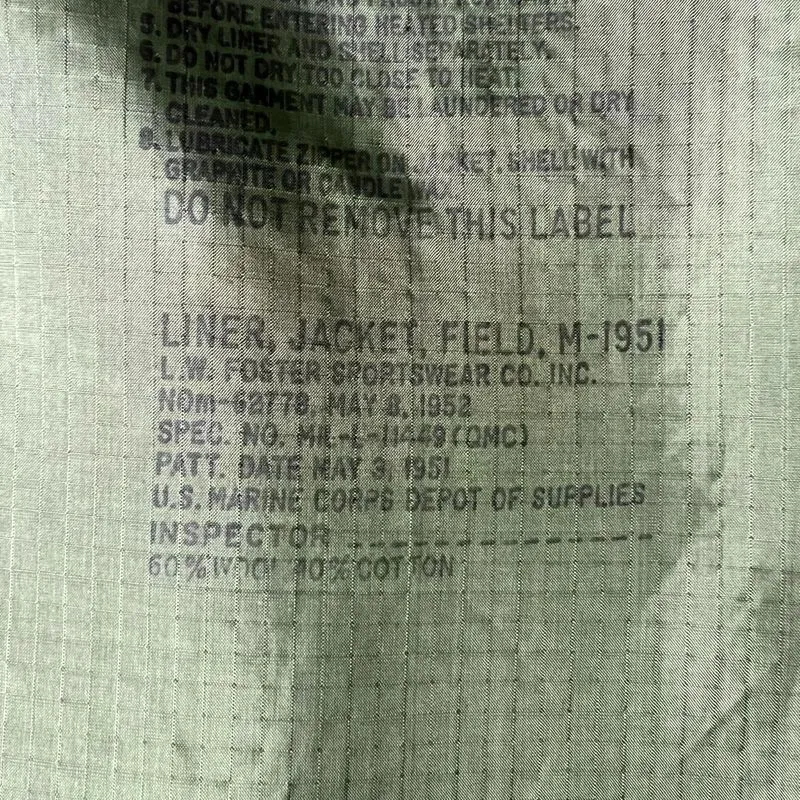 BEFORE ENTERING HEATED SHELTERS.
5. DRY LINER AND SHELL SEPARATELY.
6. DO NOT DRY TOO CLOSE TO HEAT.
7. THIS GARMENT MAY BE LAUNDERED OR DRY
CLEANED.
8. LUBRICATE ZIPPER ON JACKET, SHELL WITH
GRAPHITE OR CANDLE WAX.
DO NOT REMOVE THIS LABEL
LINER, JACKET, FIELD, M-1951
L.W. FOSTER SPORTSWEAR CO. INC.
NOm-62778, MAY 8, 1952
SPEC. NO. MIL-L-11449 (QMC)
PATT. DATE MAY 3, 1951
U.S. MARINE CORPS DEPOT OF SUPPLIES
INSPECTOR
60% WOOL 40% COTTON